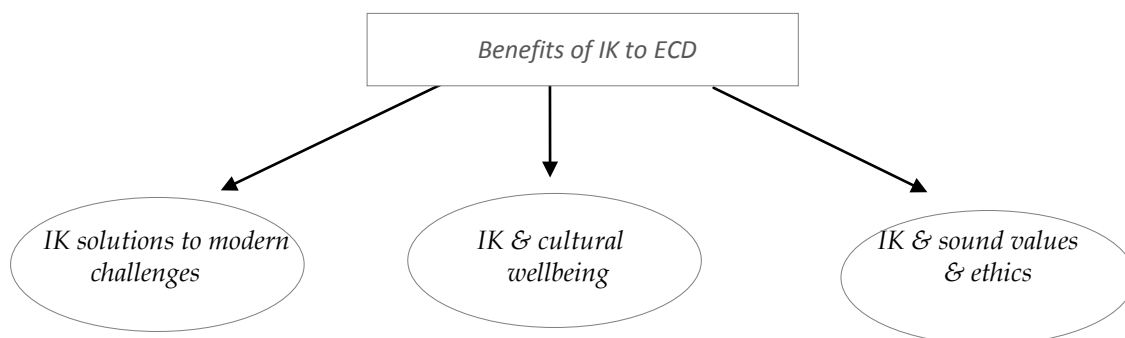 Benefits of IK to ECD
IK solutions to modern
challenges
IK & cultural
wellbeing
IK & sound values
& ethics